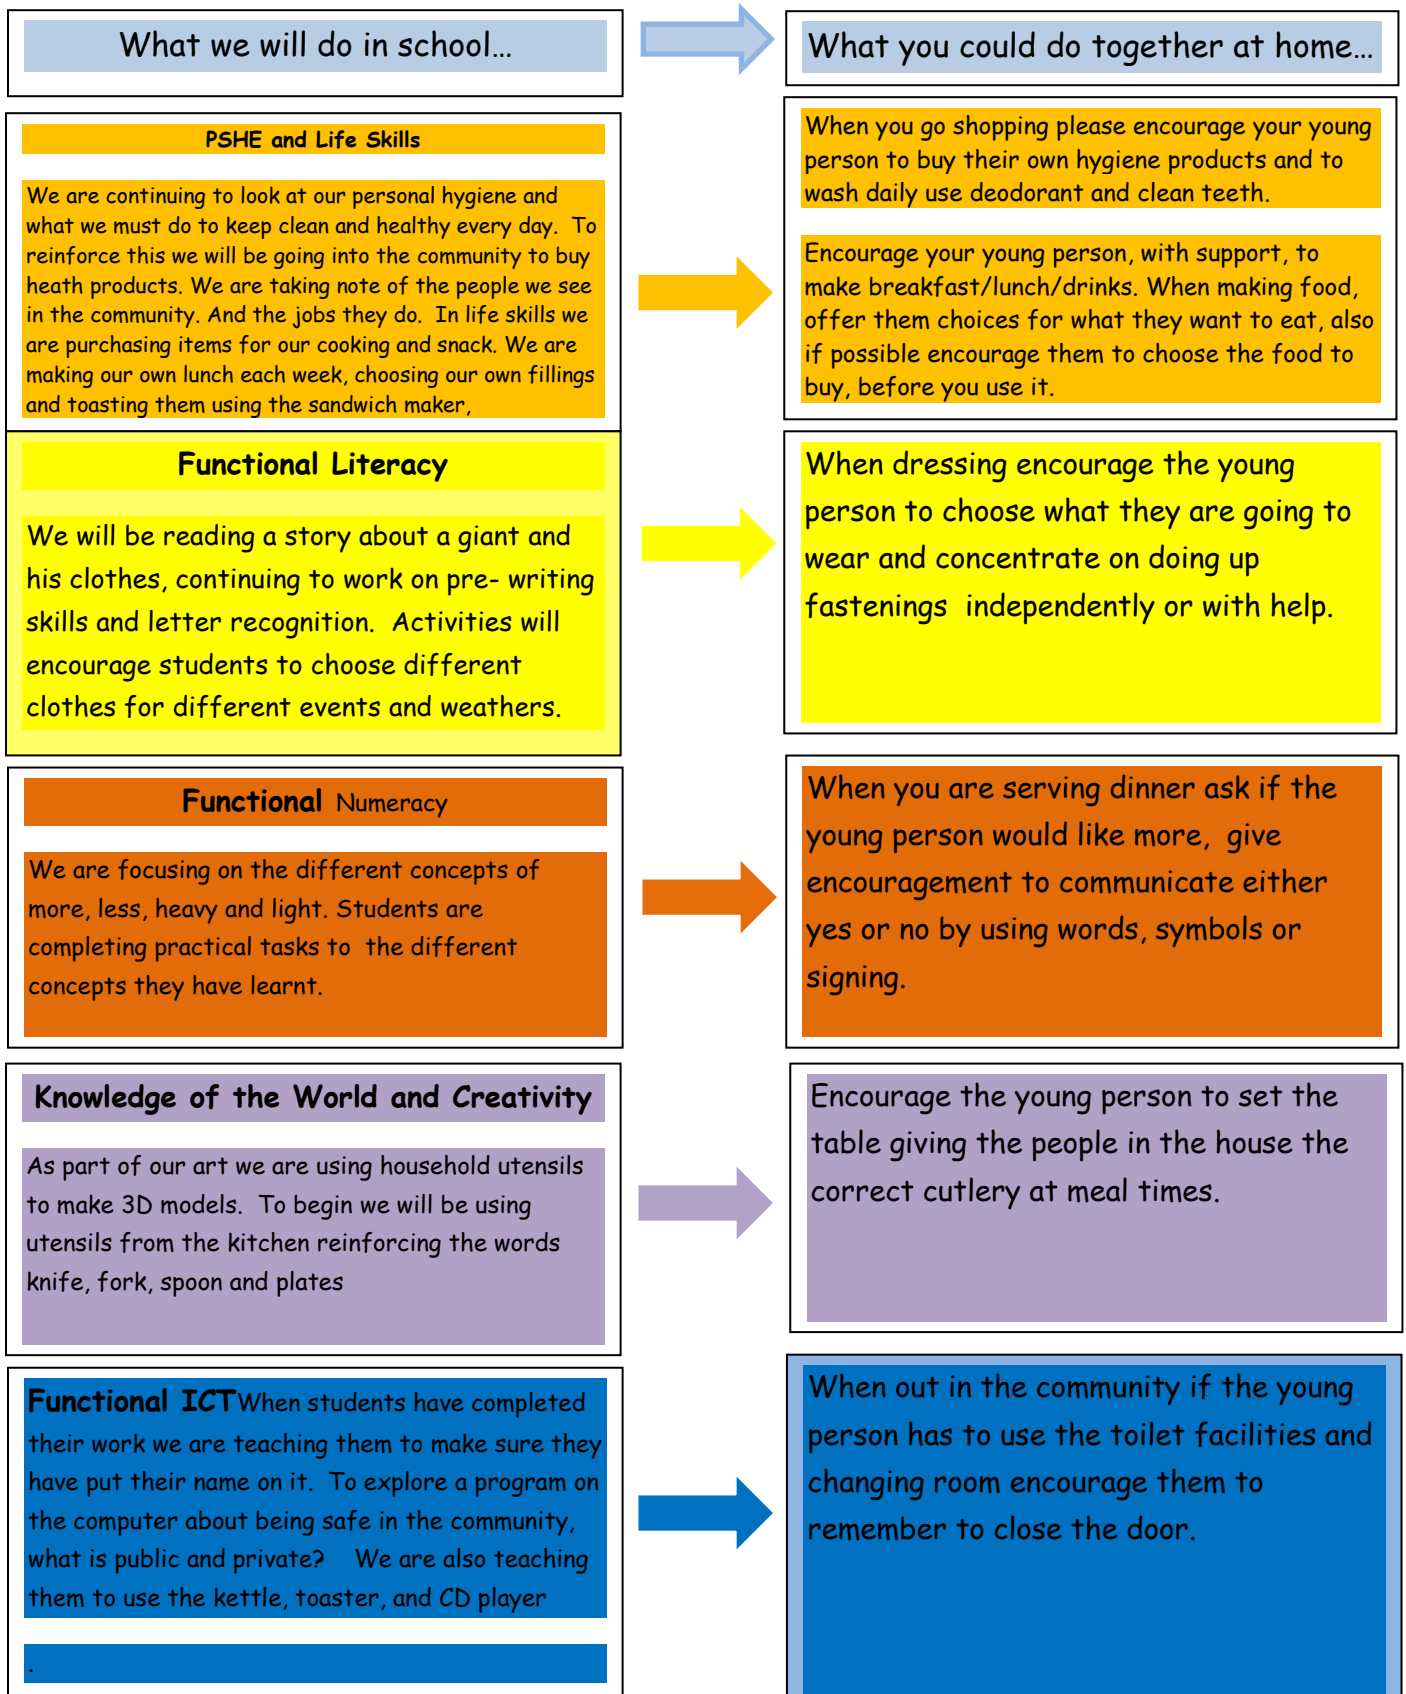 What we will do in school…
What you could do together at home…
PSHE and Life Skills
We are continuing to look at our personal hygiene and
what we must do to keep clean and healthy every day.  To
reinforce this we will be going into the community to buy
heath products. We are taking note of the people we see
in the community. And the jobs they do.  In life skills we
are purchasing items for our cooking and snack. We are
making our own lunch each week, choosing our own fillings
and toasting them using the sandwich maker,
When you go shopping please encourage your young
person to buy their own hygiene products and to
wash daily use deodorant and clean teeth.
Encourage your young person, with support, to
make breakfast/lunch/drinks. When making food,
offer them choices for what they want to eat, also
if possible encourage them to choose the food to
buy, before you use it.
Functional Literacy
We will be reading a story about a giant and
his clothes, continuing to work on pre- writing
skills and letter recognition.  Activities will
encourage students to choose different
clothes for different events and weathers.
When dressing encourage the young
person to choose what they are going to
wear and concentrate on doing up
fastenings  independently or with help.
Functional Numeracy
We are focusing on the different concepts of
more, less, heavy and light. Students are
completing practical tasks to  the different
concepts they have learnt.
When you are serving dinner ask if the
young person would like more,  give
encouragement to communicate either
yes or no by using words, symbols or
signing.
Knowledge of the World and Creativity
As part of our art we are using household utensils
to make 3D models.  To begin we will be using
utensils from the kitchen reinforcing the words
knife, fork, spoon and plates
Encourage the young person to set the
table giving the people in the house the
correct cutlery at meal times.
Functional ICTWhen students have completed
their work we are teaching them to make sure they
have put their name on it.  To explore a program on
the computer about being safe in the community,
what is public and private?   We are also teaching
them to use the kettle, toaster, and CD player
.
When out in the community if the young
person has to use the toilet facilities and
changing room encourage them to
remember to close the door.